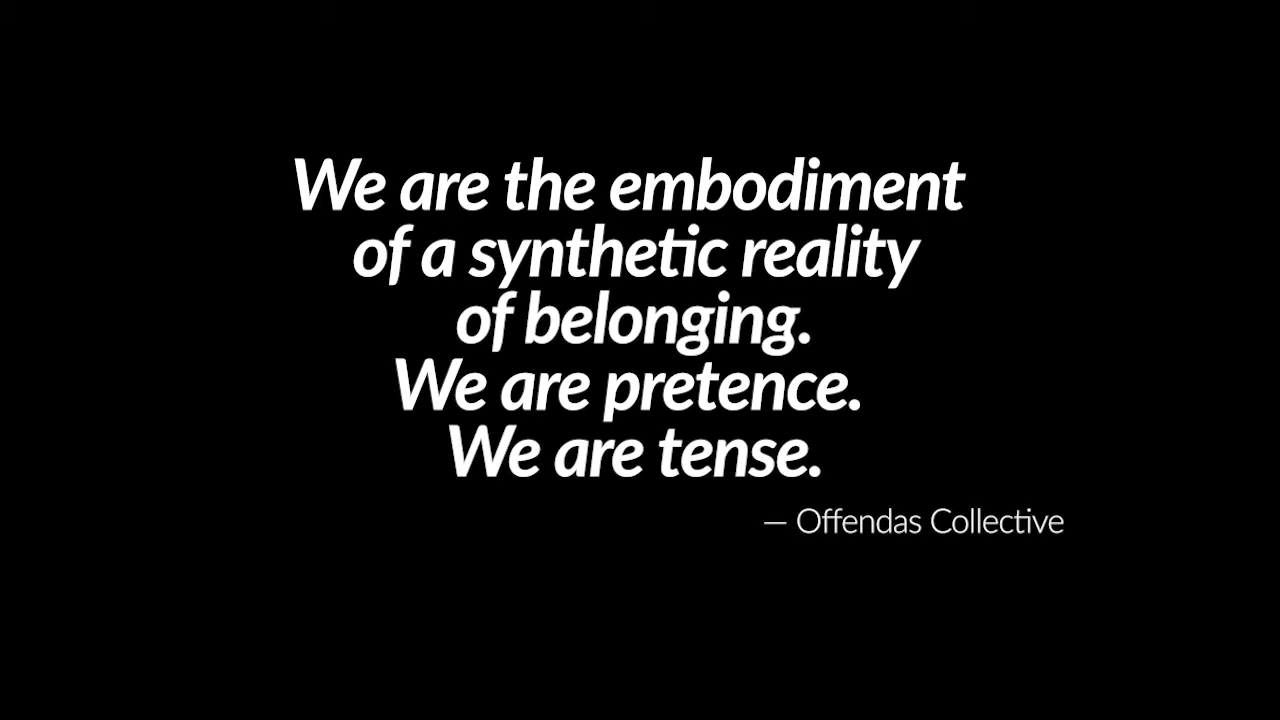 We are the embodiment
of a synthetic reality
of belonging.
We are pretence.
We are tense.
— Offendas Collective